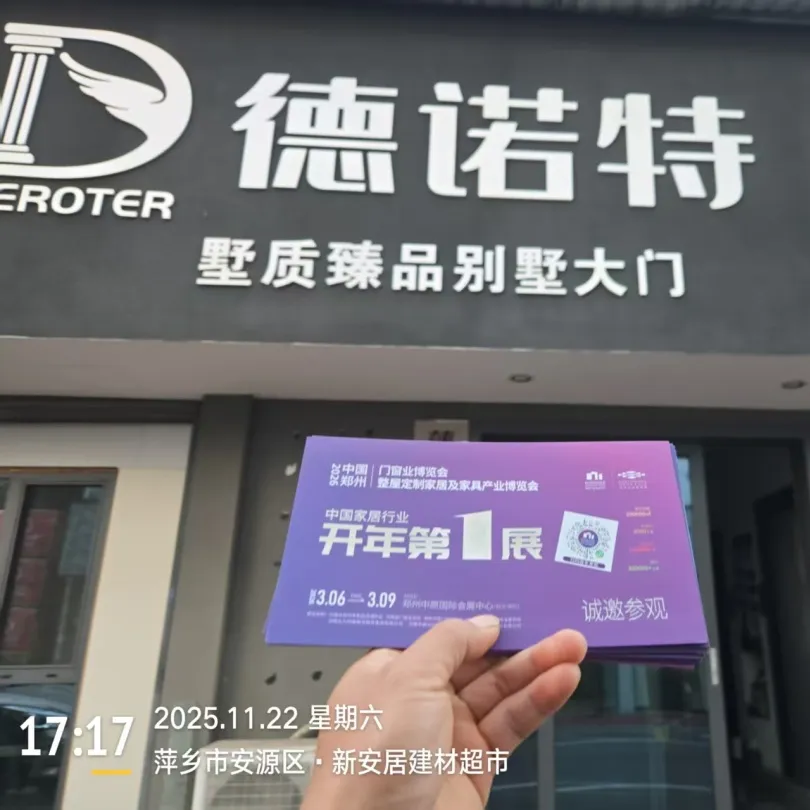 德诺特
EROTER
墅质臻品别墅大门
2026
中国
郑州
门窗业博览会
整屋定制家居及家具产业博览会
中国家居行业
开年第1展
3.06
3.09
郑州中原国际会展中心
诚邀参观
17:17
2025.11.22 星期六
萍乡市安源区·新安居建材超市